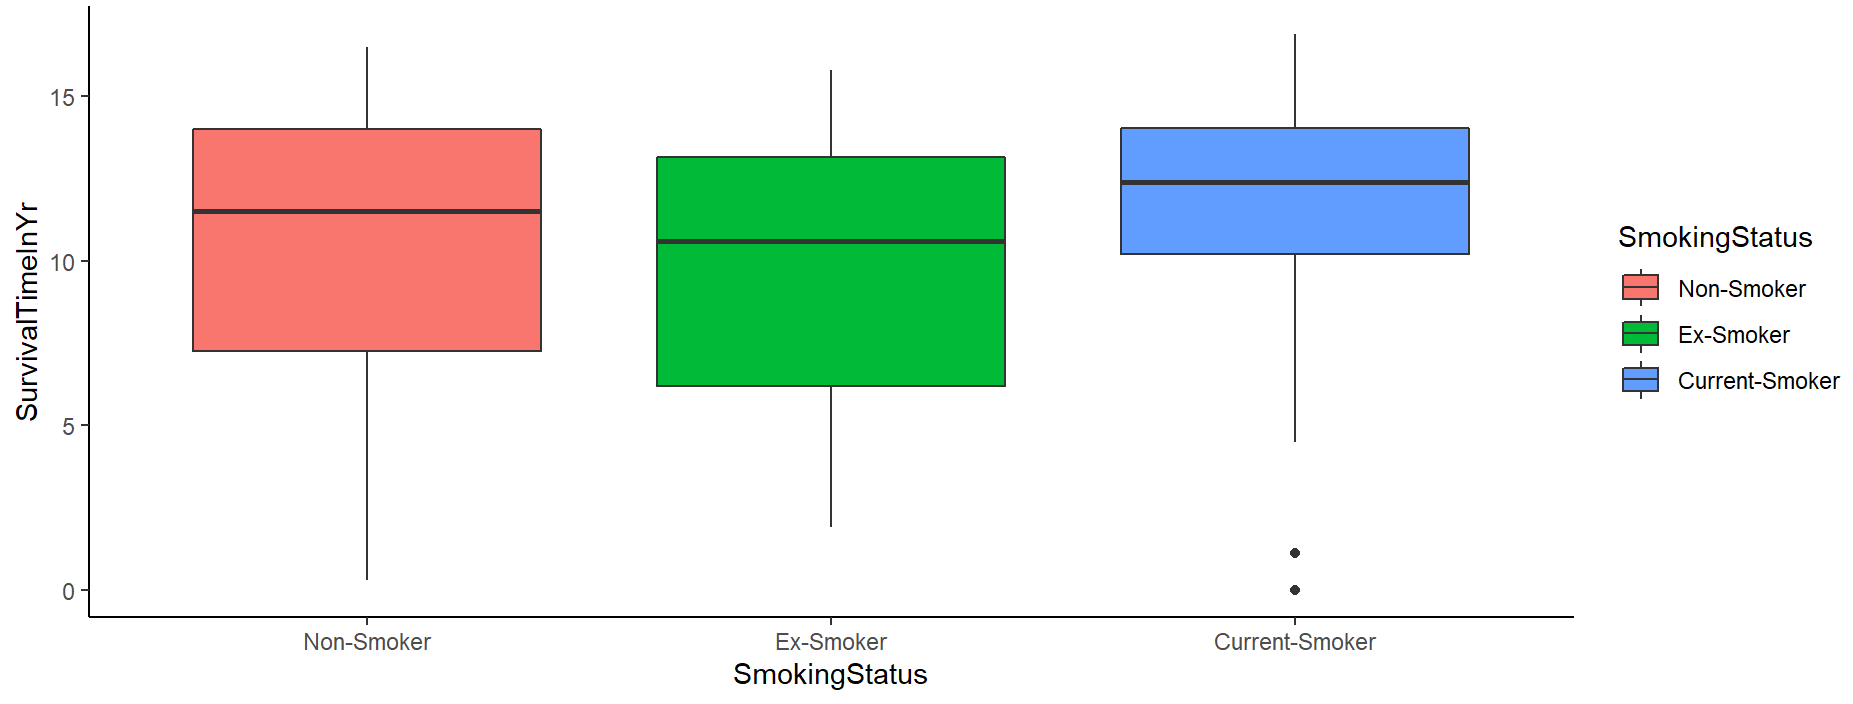 SurvivalTimeInYr
15
10
5
0
Non-Smoker
Ex-Smoker
Current-Smoker
SmokingStatus
SmokingStatus
Non-Smoker
Ex-Smoker
Current-Smoker